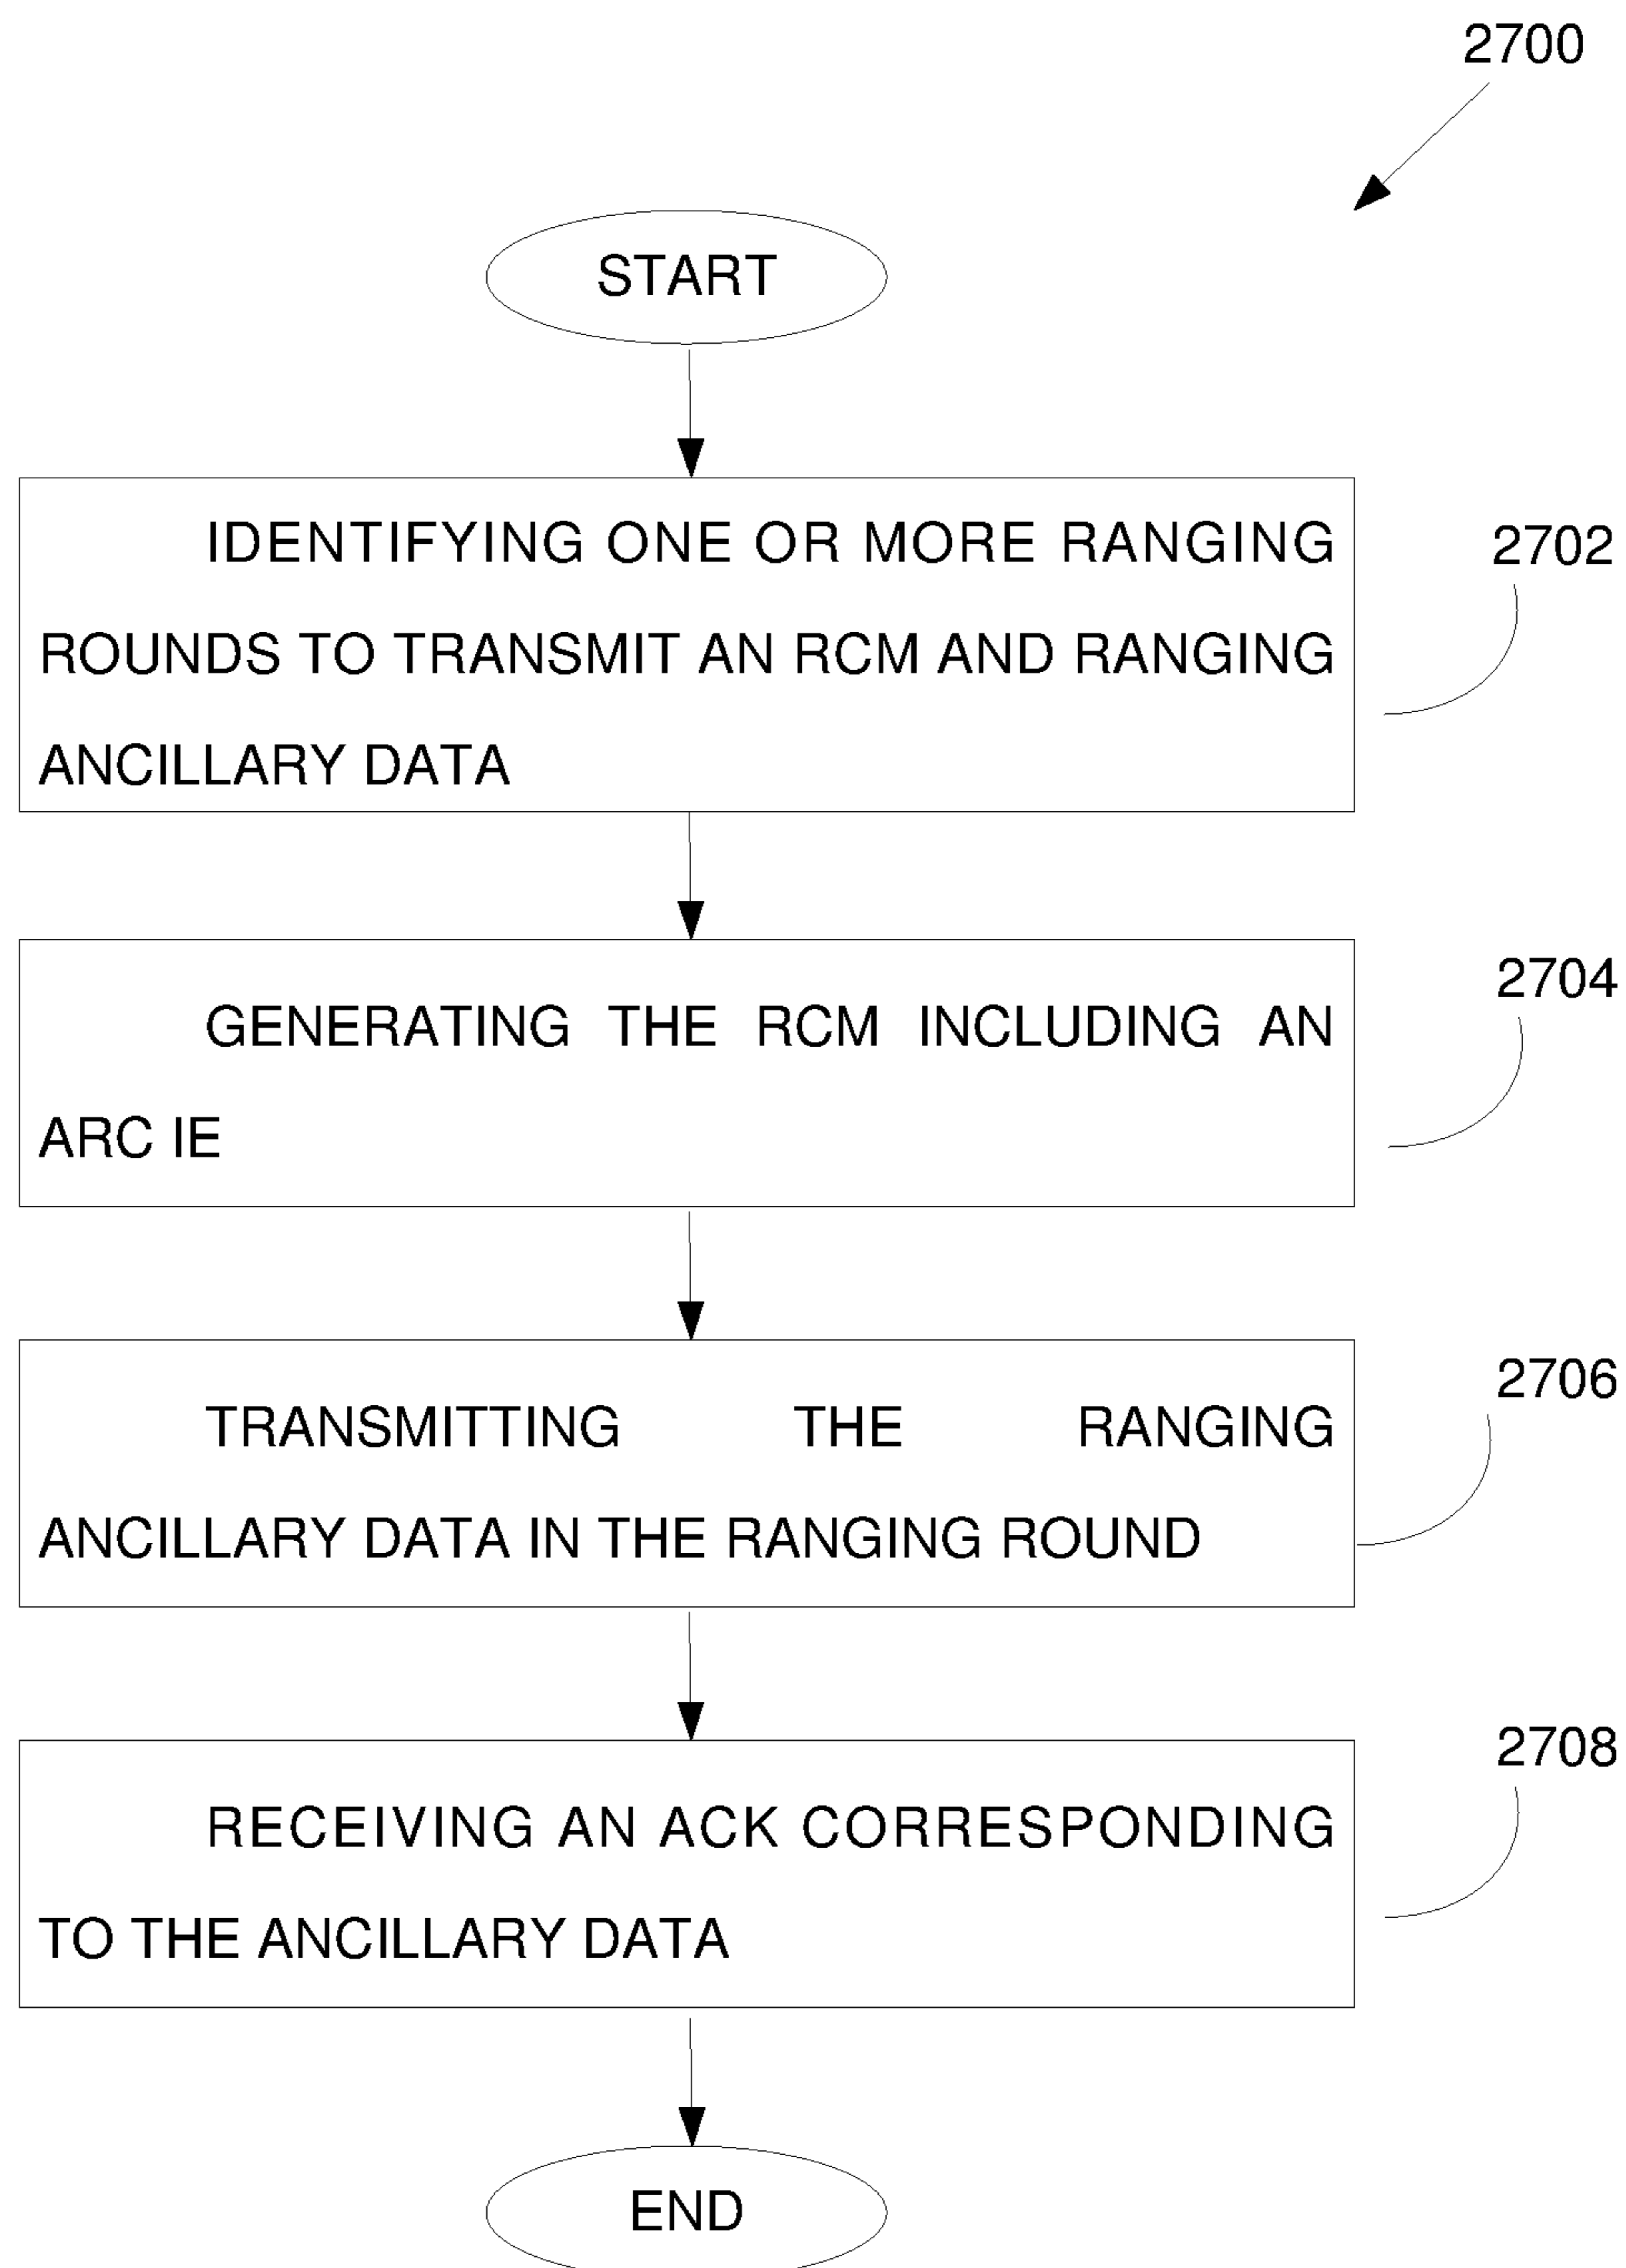 2700
START
IDENTIFYING ONE OR MORE RANGING
ROUNDS TO TRANSMIT AN RCM AND RANGING
ANCILLARY DATA
2702
GENERATING THE RCM INCLUDING AN
ARC IE
2704
TRANSMITTING THE RANGING
ANCILLARY DATA IN THE RANGING ROUND
2706
RECEIVING AN ACK CORRESPONDING
TO THE ANCILLARY DATA
2708
END